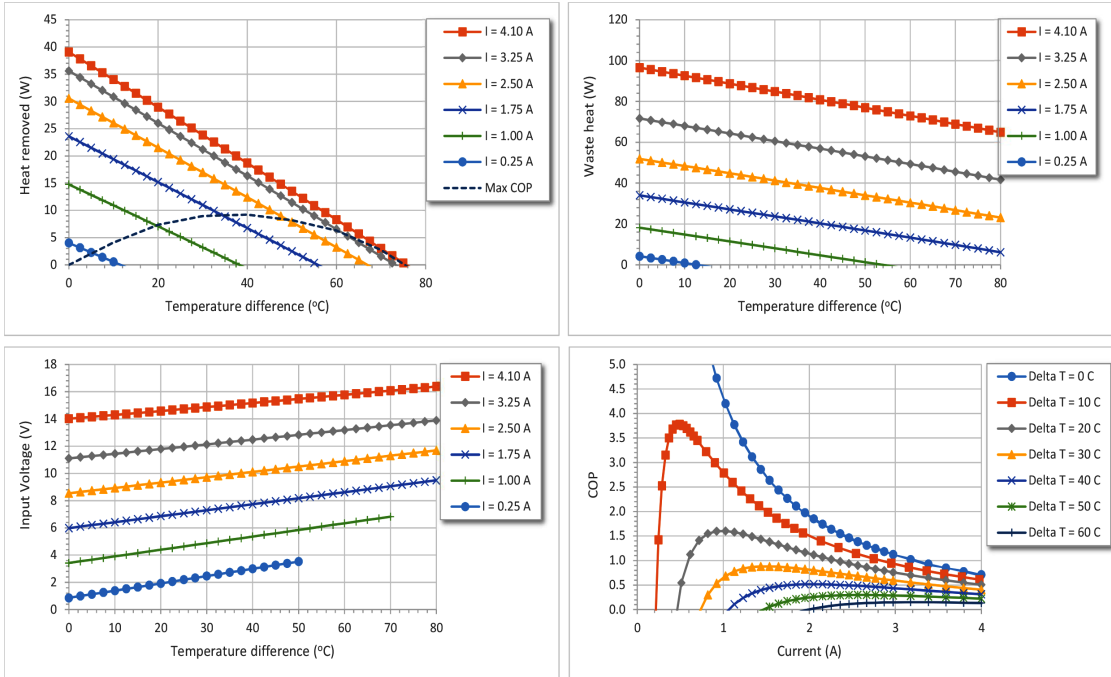 Heat removed (W)
45
40
35
30
25
20
15
10
5
0
0 20 40 60 80
Temperature difference (°C)
I = 4.10 A
I = 3.25 A
I = 2.50 A
I = 1.75 A
I = 1.00 A
I = 0.25 A
Max COP
Waste heat (W)
120
100
80
60
40
20
0
0 10 20 30 40 50 60 70 80
Temperature difference (°C)
I = 4.10 A
I = 3.25 A
I = 2.50 A
I = 1.75 A
I = 1.00 A
I = 0.25 A
Input Voltage (V)
18
16
14
12
10
8
6
4
2
0
0 10 20 30 40 50 60 70 80
Temperature difference (°C)
I = 4.10 A
I = 3.25 A
I = 2.50 A
I = 1.75 A
I = 1.00 A
I = 0.25 A
COP
5.0
4.5
4.0
3.5
3.0
2.5
2.0
1.5
1.0
0.5
0.0
0 1 2 3 4
Current (A)
Delta T = 0 C
Delta T = 10 C
Delta T = 20 C
Delta T = 30 C
Delta T = 40 C
Delta T = 50 C
Delta T = 60 C